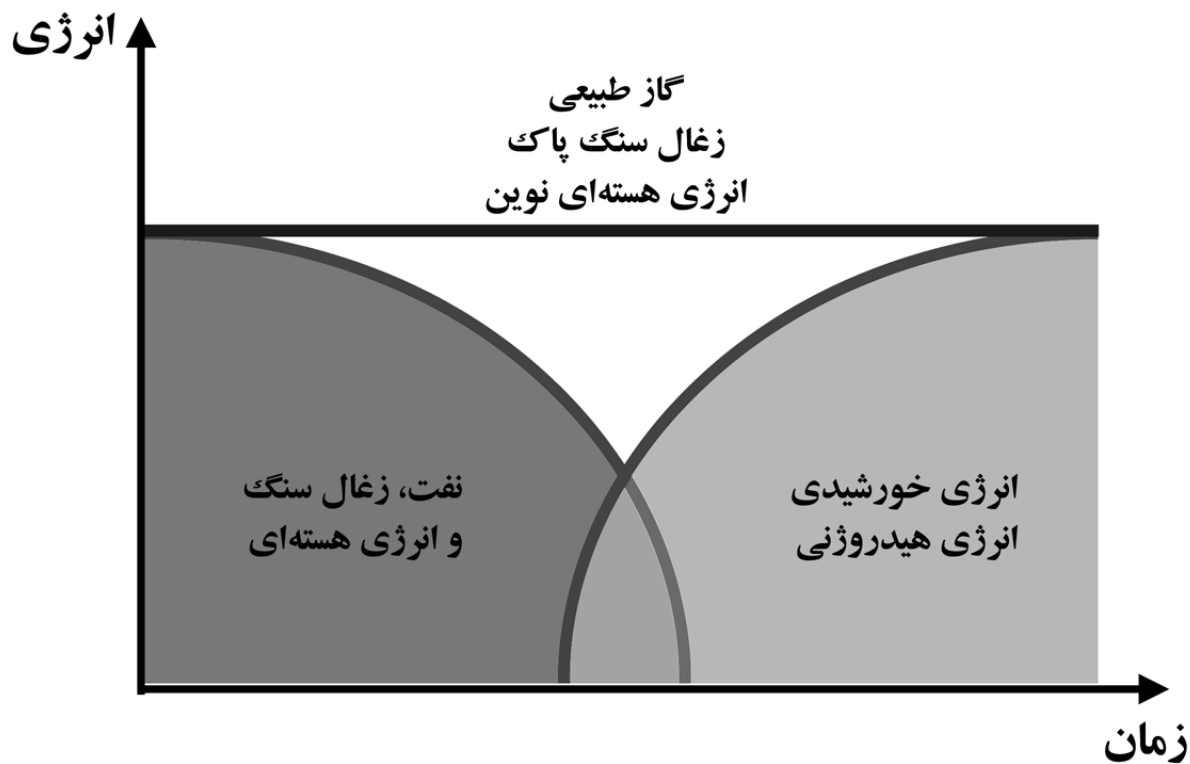 انرژی
گاز طبیعی
زغال سنگ پاک
انرژی هسته‌ای نوین
انرژی خورشیدی
انرژی هیدروژنی
نفت، زغال سنگ
و انرژی هسته‌ای
زمان